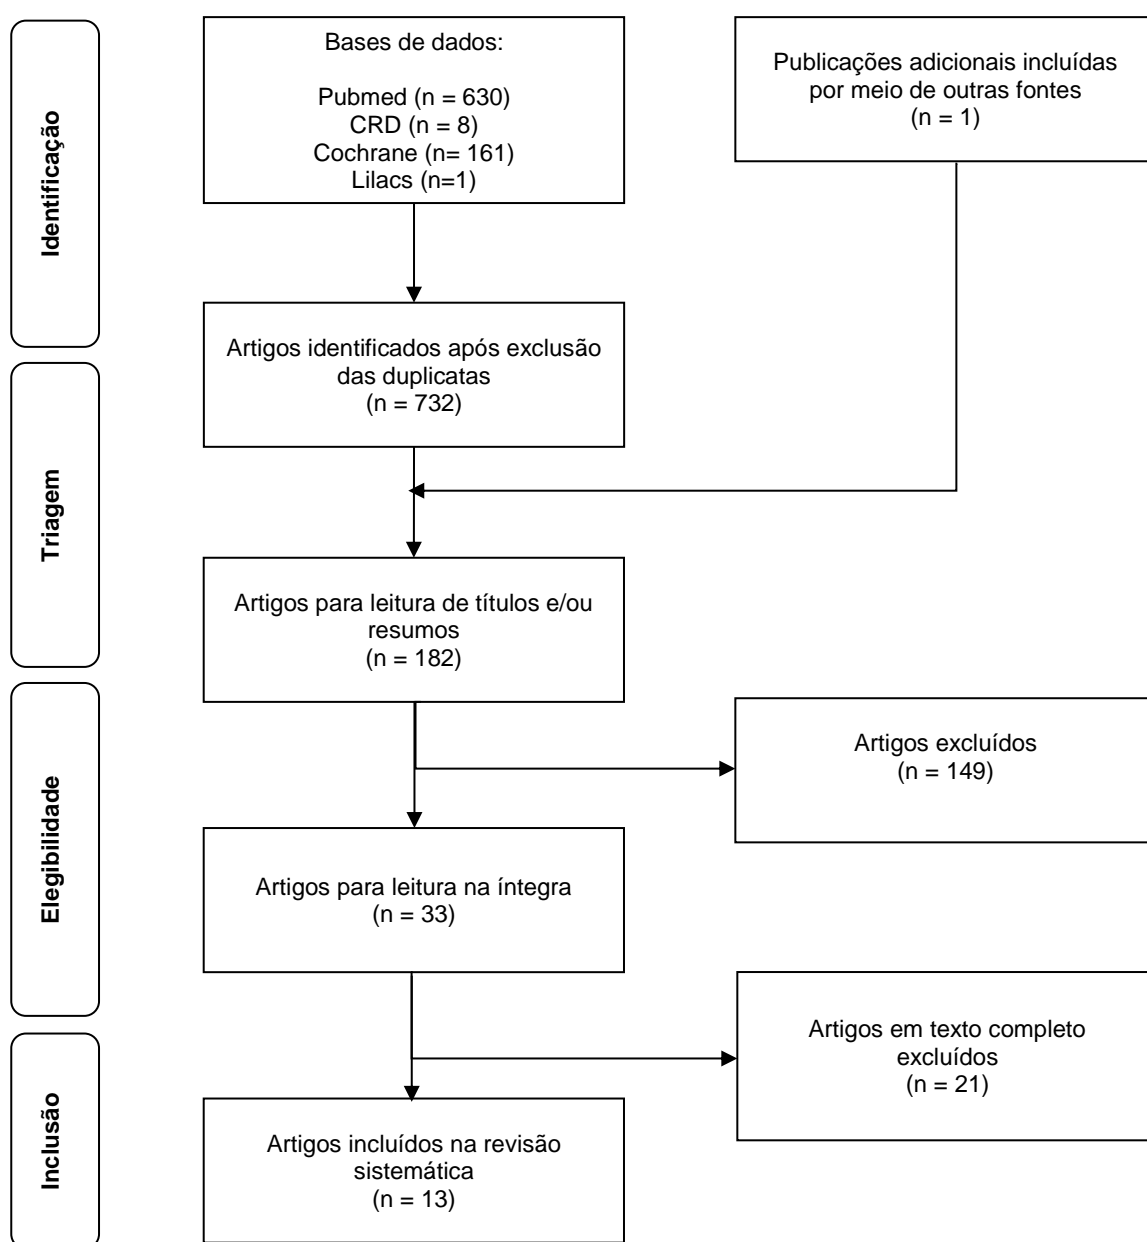 Identificação
Bases de dados:
Pubmed (n = 630)
CRD (n = 8)
Cochrane (n= 161)
Lilacs (n=1)
Publicações adicionais incluídas
por meio de outras fontes
(n = 1)
Artigos identificados após exclusão
das duplicatas
(n = 732)
Triagem
Artigos para leitura de títulos e/ou
resumos
(n = 182)
Elegibilidade
Artigos excluídos
(n = 149)
Artigos para leitura na íntegra
(n = 33)
Artigos em texto completo
excluídos
(n = 21)
Inclusão
Artigos incluídos na revisão
sistemática
(n = 13)